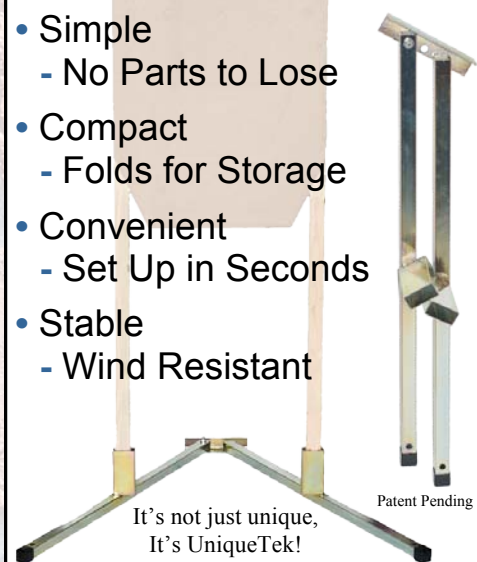 • Simple
- No Parts to Lose
• Compact
- Folds for Storage
• Convenient
- Set Up in Seconds
• Stable
- Wind Resistant
Patent Pending
It's not just unique,
It's UniqueTek!